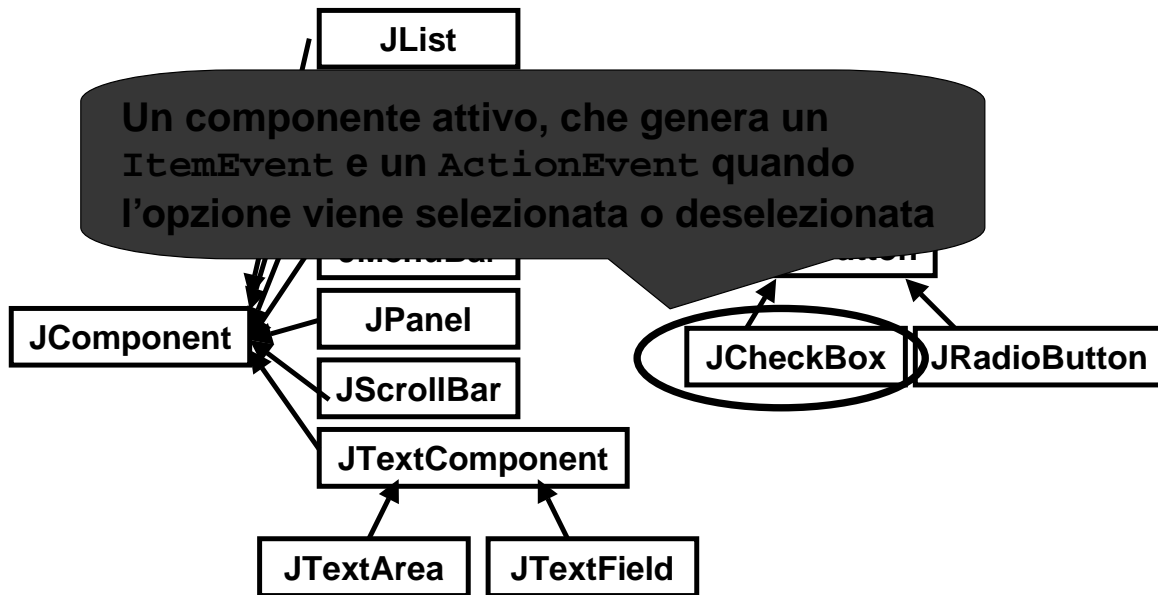 JList
Un componente attivo, che genera un
ItemEvent e un ActionEvent quando
l'opzione viene selezionata o deselezionata
JMenuBar
JPanel
JComponent
JCheckBox
JRadioButton
JScrollBar
JTextComponent
JTextArea
JTextField